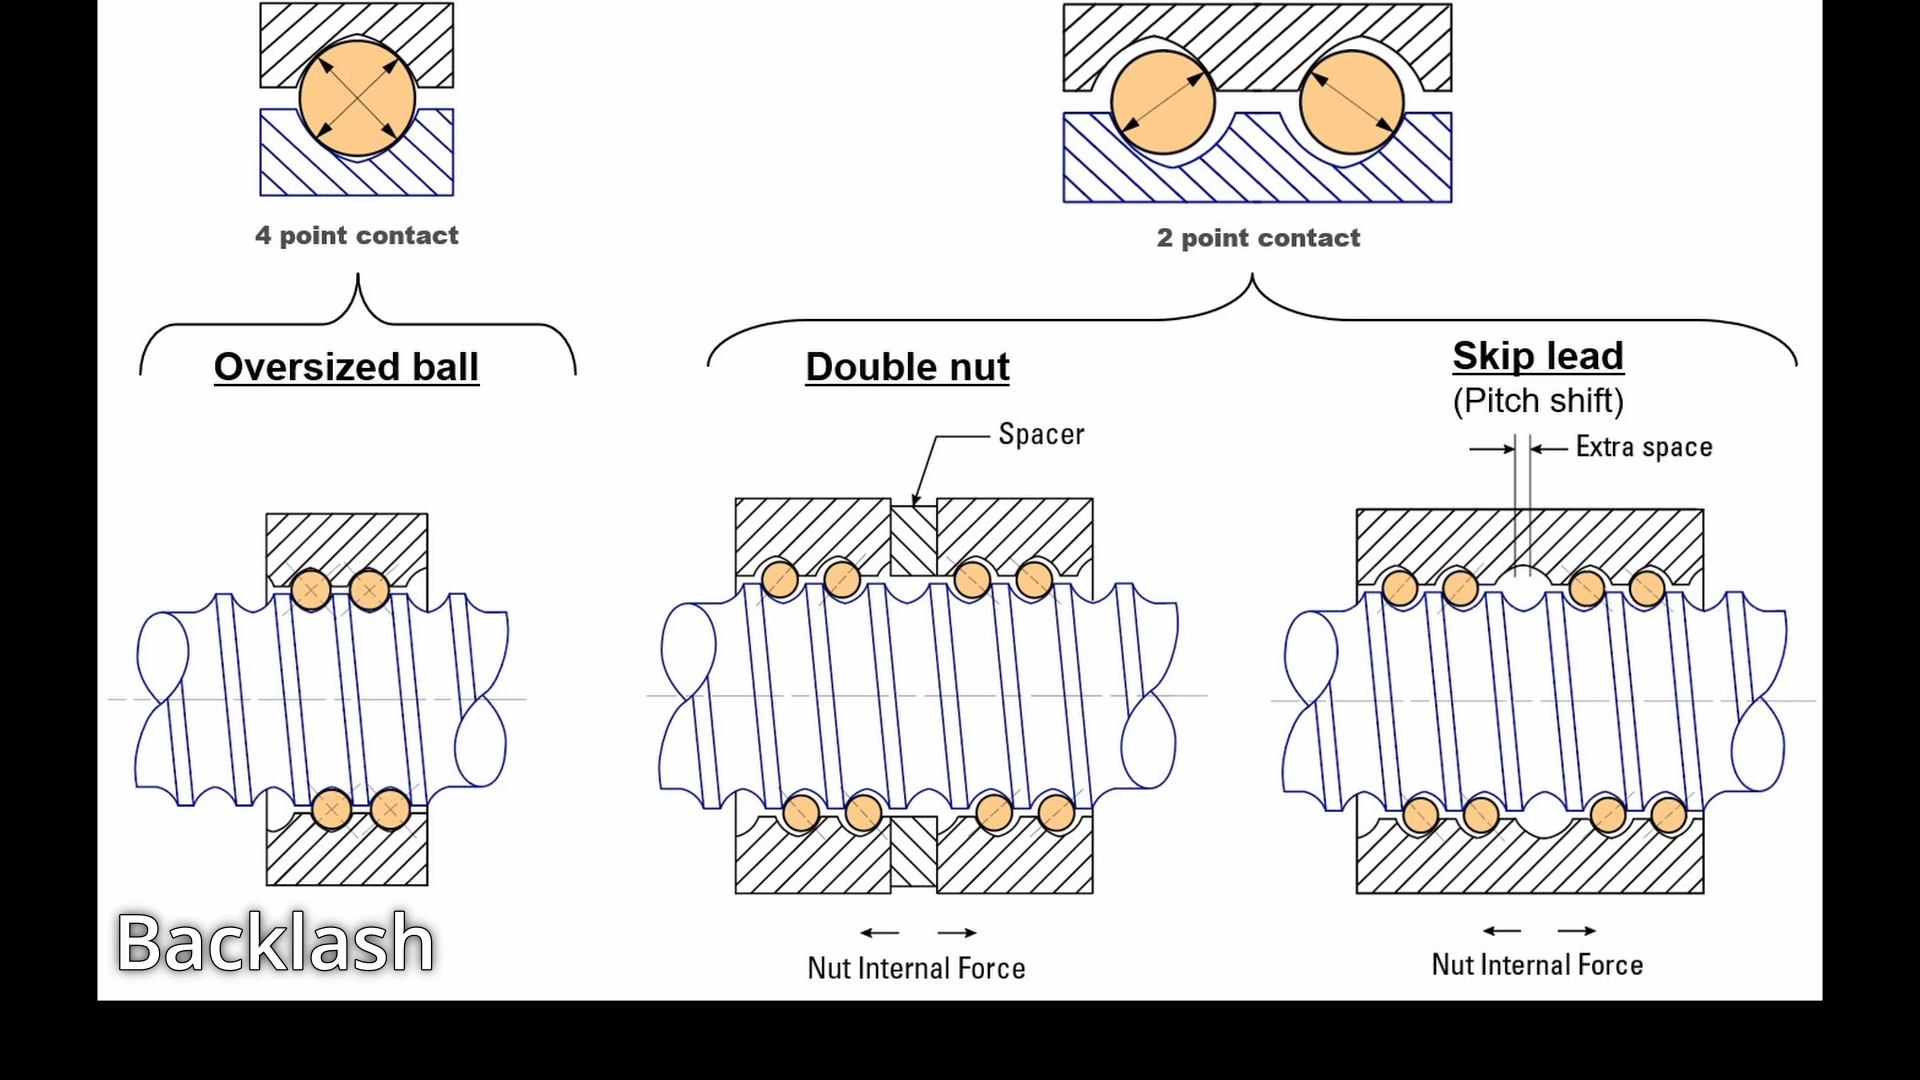 4 point contact
2 point contact
Oversized ball
Double nut
Skip lead
(Pitch shift)
Spacer
Extra space
Backlash
Nut Internal Force
Nut Internal Force